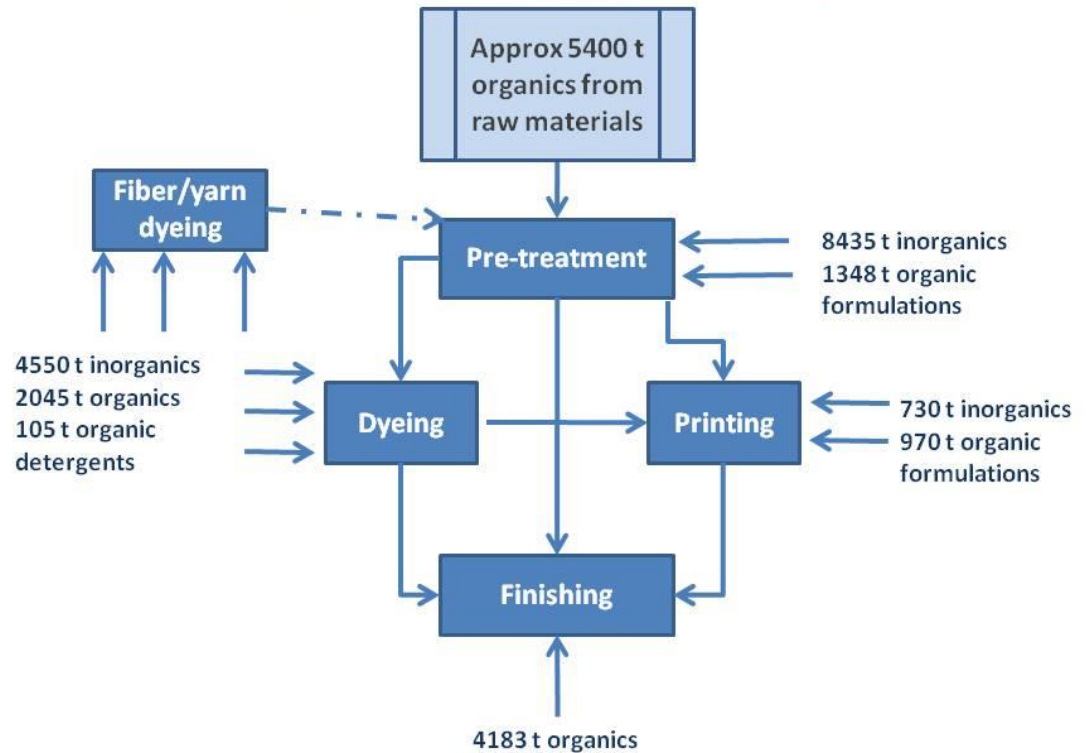 Approx 5400 t
organics from
raw materials
Fiber/yarn
dyeing
Pre-treatment
8435 t inorganics
1348 t organic
formulations
4550 t inorganics
2045 t organics
105 t organic
detergents
Dyeing
Printing
730 t inorganics
970 t organic
formulations
Finishing
4183 t organics